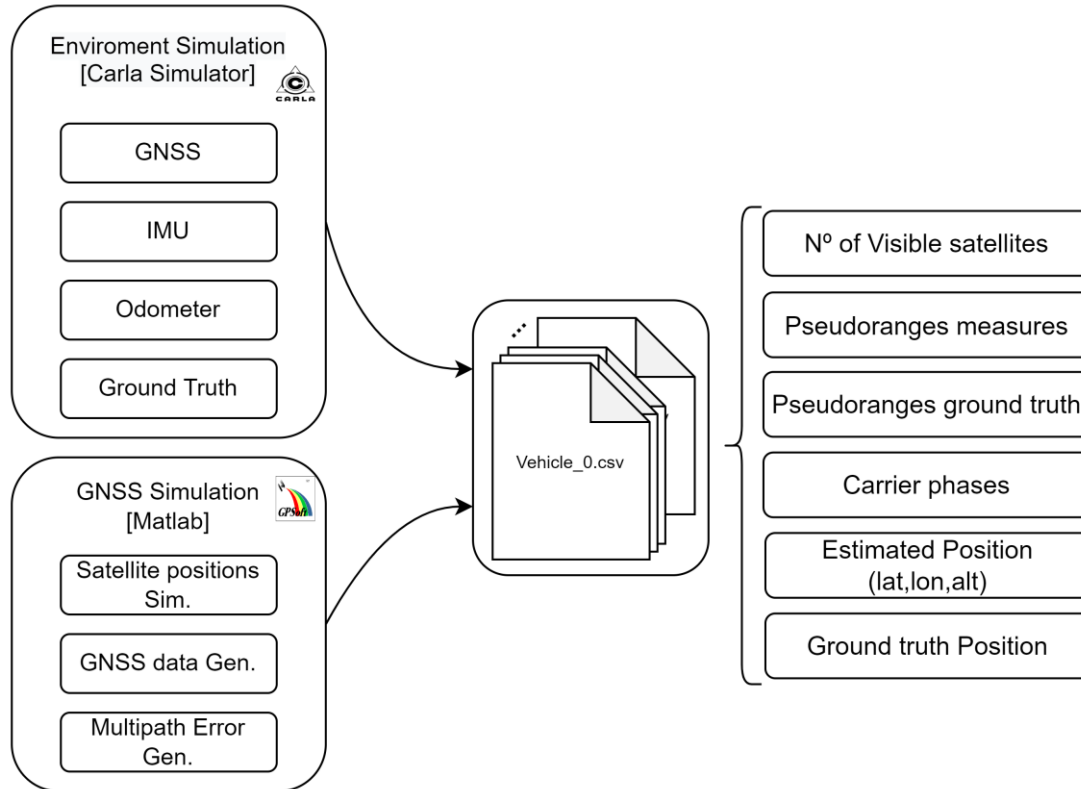 Enviroment Simulation
[Carla Simulator]
CARLA
GNSS
IMU
Odometer
Ground Truth
GNSS Simulation
[Matlab]
GPSoft
Satellite positions
Sim.
GNSS data Gen.
Multipath Error
Gen.
Vehicle_0.csv
Nº of Visible satellites
Pseudoranges measures
Pseudoranges ground truth
Carrier phases
Estimated Position
(lat,lon,alt)
Ground truth Position